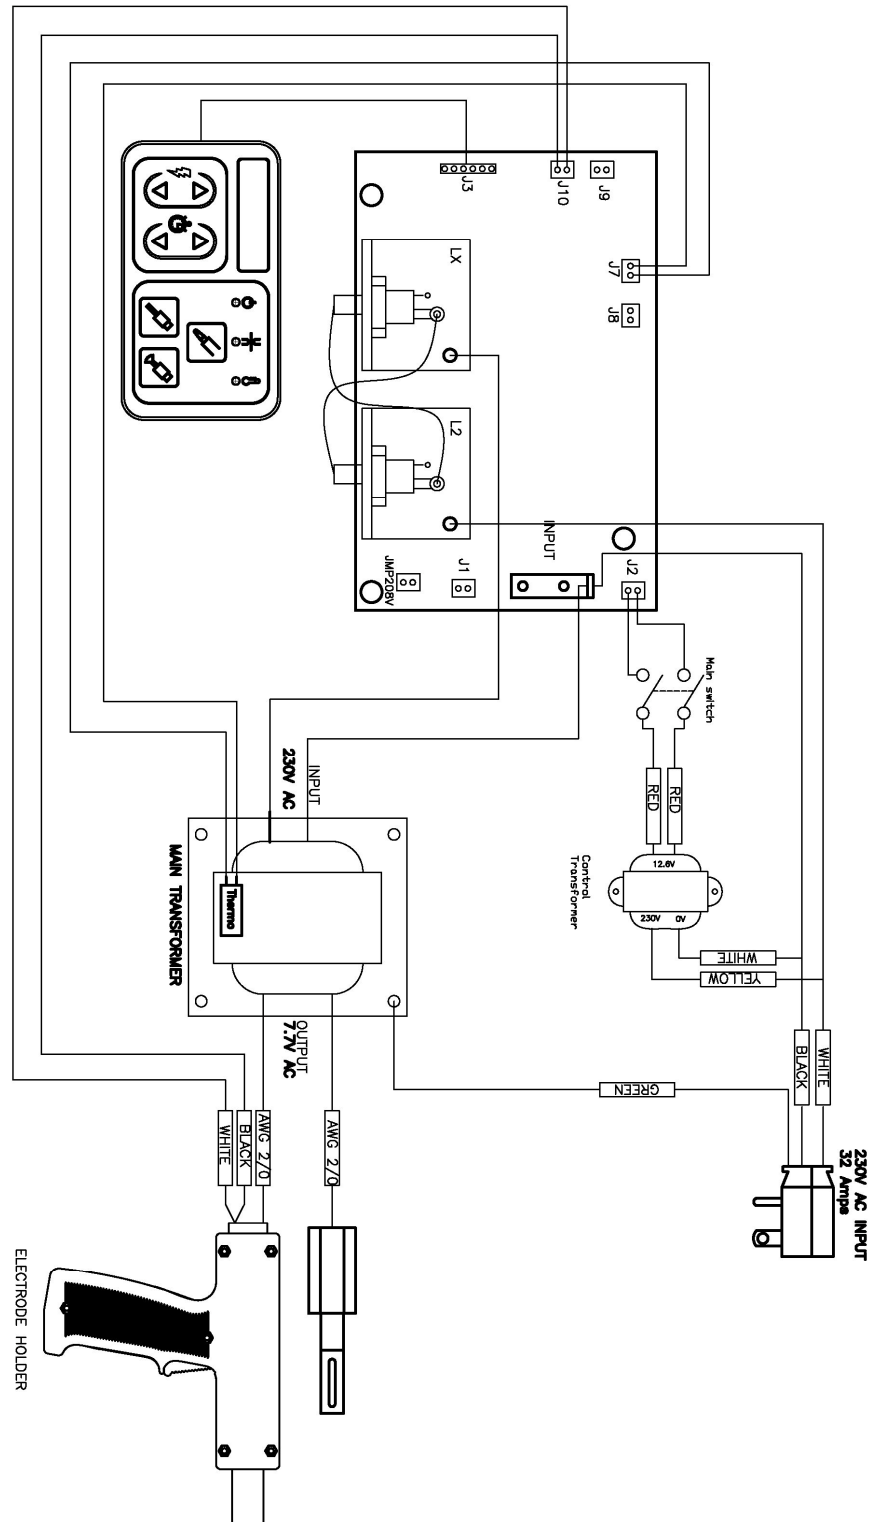 J3
J10
J9
J7
J8
LX
L2
INPUT
J2
J1
JMP208V
Main switch
RED
RED
12.6V
230V
0V
Control
Transformer
WHITE
YELLOW
INPUT
230V AC
Thermo
MAIN TRANSFORMER
OUTPUT
7.7V AC
WHITE
BLACK
GREEN
AWG 2/0
AWG 2/0
BLACK
WHITE
230V AC INPUT
32 Amps
ELECTRODE HOLDER